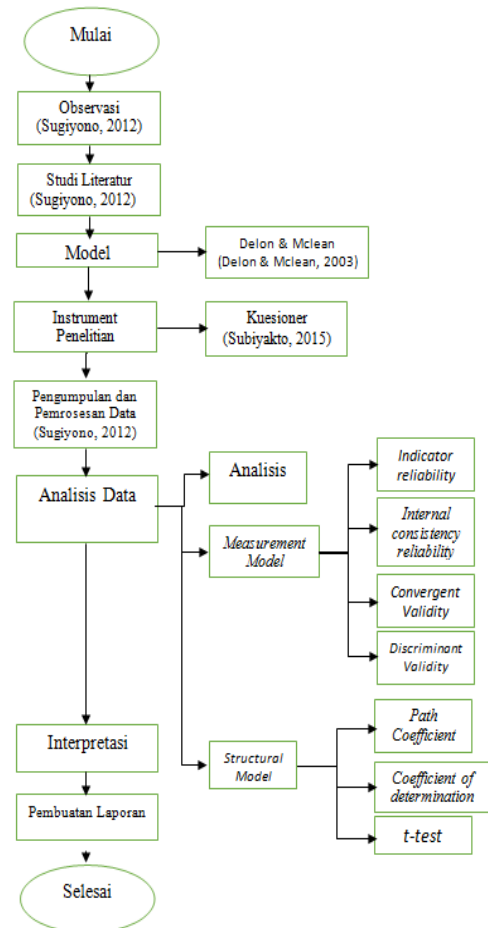 Mulai
Observasi
(Sugiyono, 2012)
Studi Literatur
(Sugiyono, 2012)
Model
Delon & Mclean
(Delon & Mclean, 2003)
Instrument
Penelitian
Kuesioner
(Subiyakto, 2015)
Pengumpulan dan
Pemrosesan Data
(Sugiyono, 2012)
Analisis Data
Analisis
Measurement
Model
Indicator
reliability
Internal
consistency
reliability
Convergent
Validity
Discriminant
Validity
Structural
Model
Path
Coefficient
Coefficient of
determination
t-test
Interpretasi
Pembuatan Laporan
Selesai